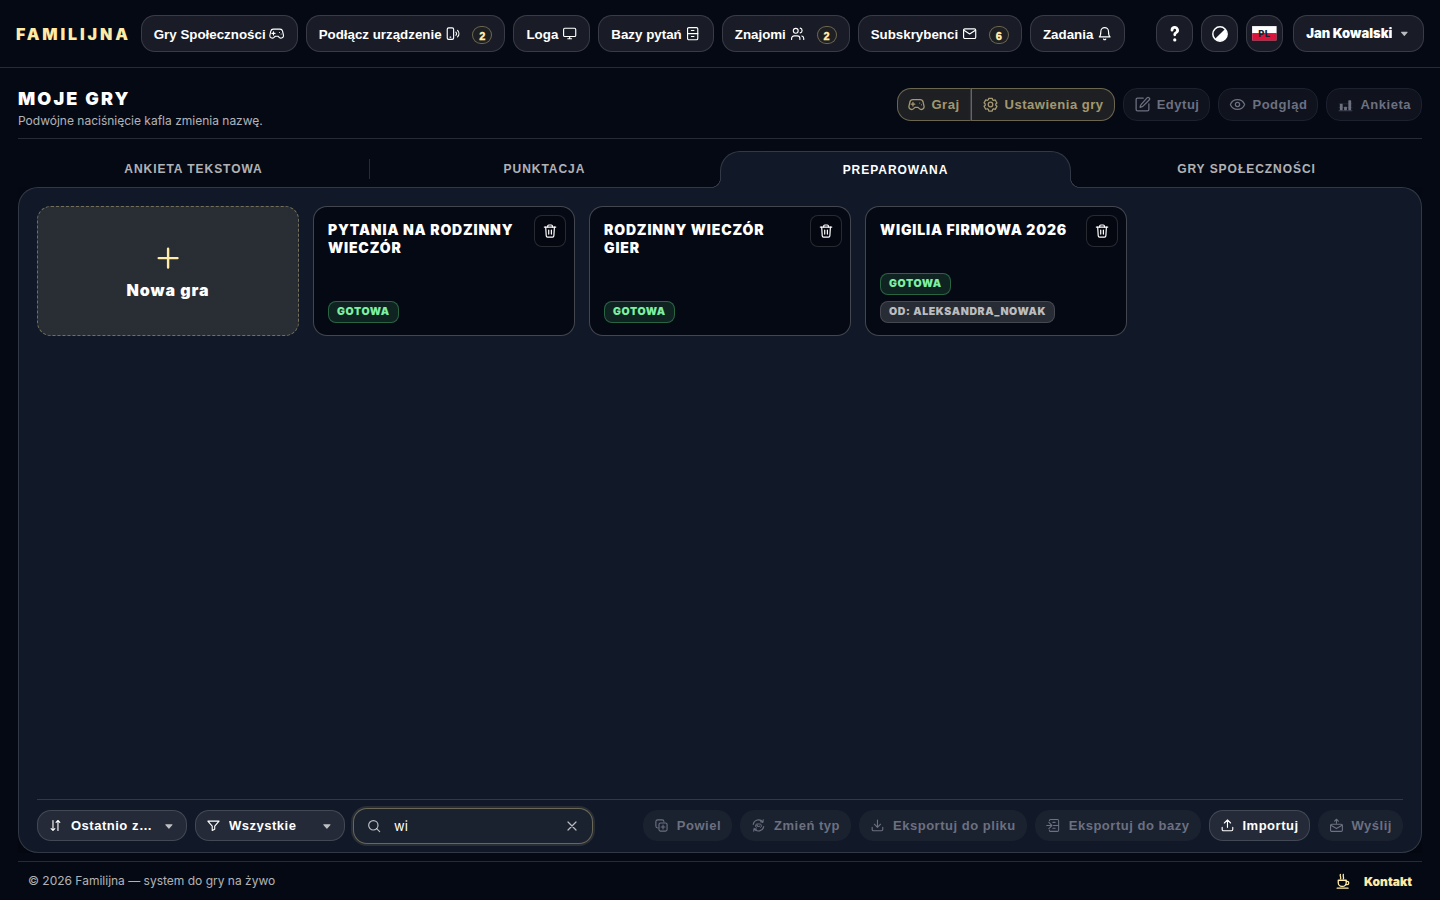 FAMILIJNA
Gry Społeczności
Podłącz urządzenie 2
Loga
Bazy pytań
Znajomi 2
Subskrybenci 6
Zadania
?
PL
Jan Kowalski
MOJE GRY
Podwójne naciśnięcie kafla zmienia nazwę.
Graj
Ustawienia gry
Edytuj
Podgląd
Ankieta
ANKIETA TEKSTOWA
PUNKTACJA
PREPAROWANA
GRY SPOŁECZNOŚCI
Nowa gra
PYTANIA NA RODZINNY
WIECZÓR
GOTOWA
RODZINNY WIECZÓR
GIER
GOTOWA
WIGILIA FIRMOWA 2026
GOTOWA
OD: ALEKSANDRA_NOWAK
Ostatnio z...
Wszystkie
wi
Powiel
Zmień typ
Eksportuj do pliku
Eksportuj do bazy
Importuj
Wyślij
© 2026 Familijna — system do gry na żywo
Kontakt